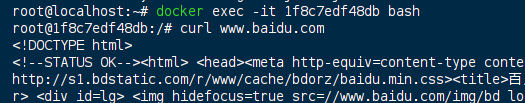 root@localhost:~# docker exec -it 1f8c7edf48db bash
root@1f8c7edf48db:/# curl www.baidu.com
<!DOCTYPE html>
<!--STATUS OK--><html> <head><meta http-equiv=content-type conte
http://s1.bdstatic.com/r/www/cache/bdorz/baidu.min.css><title>百
r> <div id=lg> <img hidefocus=true src=//www.baidu.com/img/bd_lo